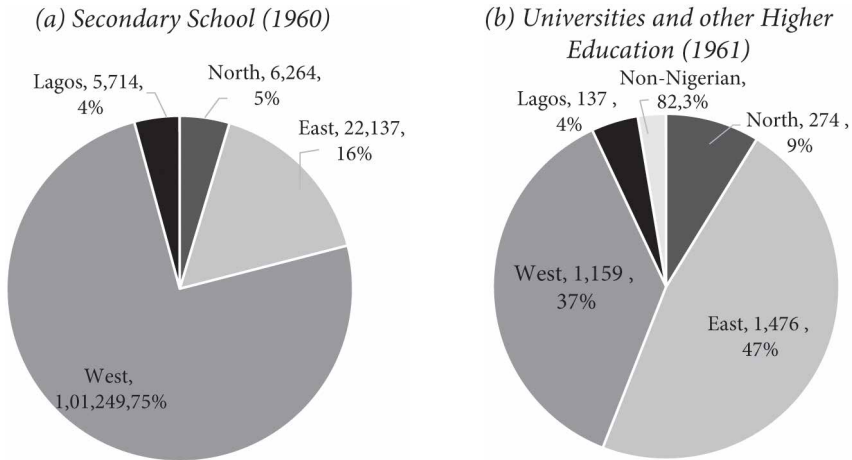 (a) Secondary School (1960)
Lagos, 5,714,
4%
North, 6,264,
5%
East, 22,137,
16%
West,
1,01,249,75%
(b) Universities and other Higher
Education (1961)
Non-Nigerian,
82,3%
Lagos, 137 ,
4%
North, 274 ,
9%
West, 1,159 ,
37%
East, 1,476 ,
47%